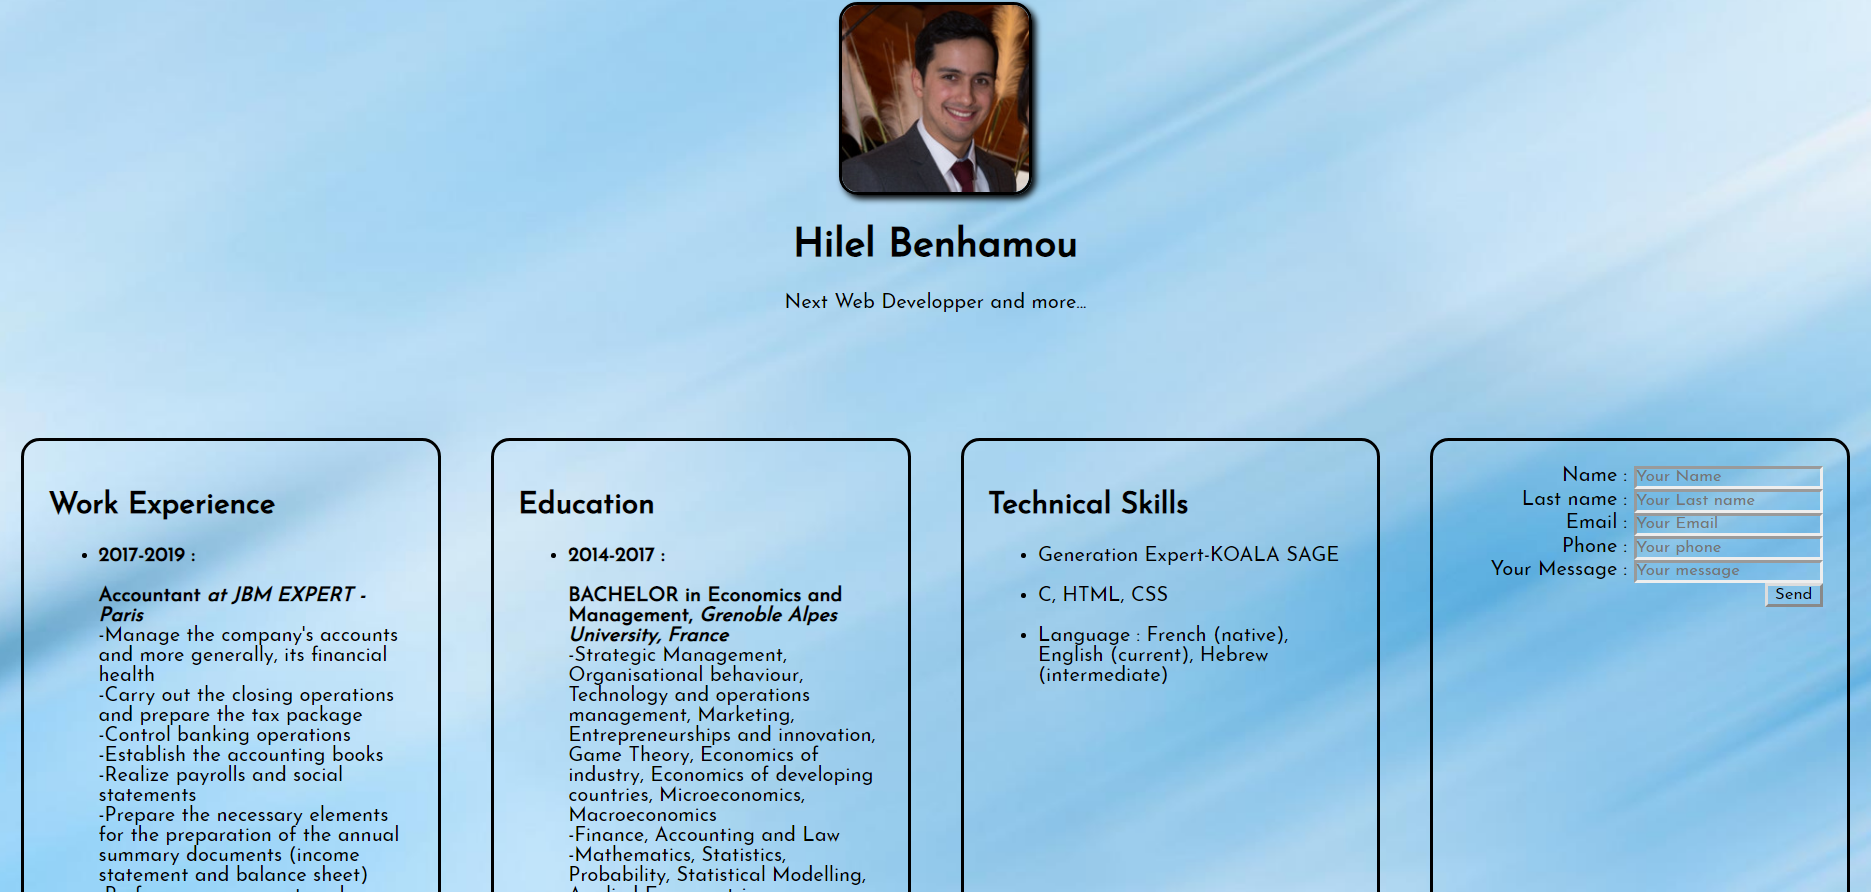 Hilel Benhamou
Next Web Developper and more...
Work Experience
• 2017-2019 :
Accountant at JBM EXPERT -
Paris
-Manage the company's accounts
and more generally, its financial
health
-Carry out the closing operations
and prepare the tax package
-Control banking operations
-Establish the accounting books
-Realize payrolls and social
statements
-Prepare the necessary elements
for the preparation of the annual
summary documents (income
statement and balance sheet)
Education
• 2014-2017 :
BACHELOR in Economics and
Management, Grenoble Alpes
University, France
-Strategic Management,
Organisational behaviour,
Technology and operations
management, Marketing,
Entrepreneurships and innovation,
Game Theory, Economics of
industry, Economics of developing
countries, Microeconomics,
Macroeconomics
-Finance, Accounting and Law
-Mathematics, Statistics,
Probability, Statistical Modelling,
Technical Skills
• Generation Expert-KOALA SAGE
• C, HTML, CSS
• Language : French (native),
English (current), Hebrew
(intermediate)
Name : Your Name
Last name : Your Last name
Email : Your Email
Phone : Your phone
Your Message : Your message
Send